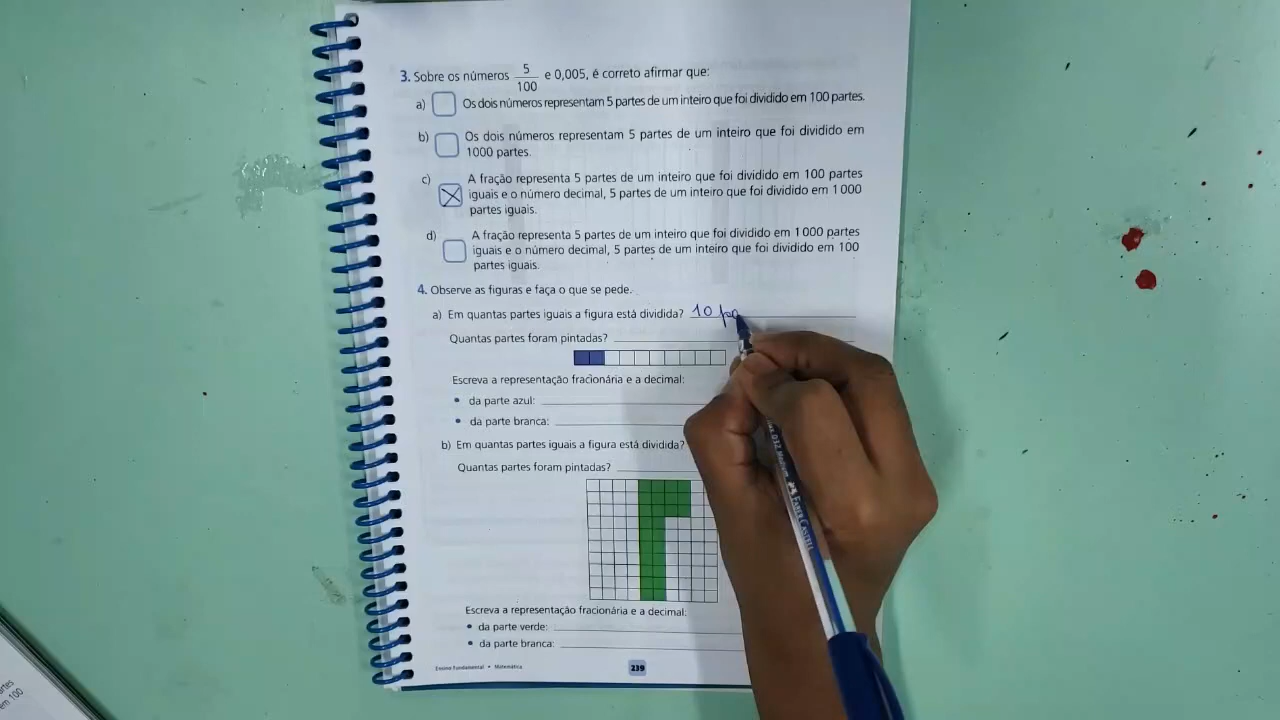 3. Sobre os números 5/100 e 0,005, é correto afirmar que:
a) Os dois números representam 5 partes de um inteiro que foi dividido em 100 partes.
b) Os dois números representam 5 partes de um inteiro que foi dividido em
1000 partes.
c) A fração representa 5 partes de um inteiro que foi dividido em 100 partes
iguais e o número decimal, 5 partes de um inteiro que foi dividido em 1 000
partes iguais.
d) A fração representa 5 partes de um inteiro que foi dividido em 1 000 partes
iguais e o número decimal, 5 partes de um inteiro que foi dividido em 100
partes iguais.
4. Observe as figuras e faça o que se pede.
a) Em quantas partes iguais a figura está dividida? 10 pa
Quantas partes foram pintadas?
Escreva a representação fracionária e a decimal:
• da parte azul:
• da parte branca:
b) Em quantas partes iguais a figura está dividida?
Quantas partes foram pintadas?
Escreva a representação fracionária e a decimal:
• da parte verde:
• da parte branca:
Ensino Fundamental • Matemática
239
em 100
FABER-CASTELL